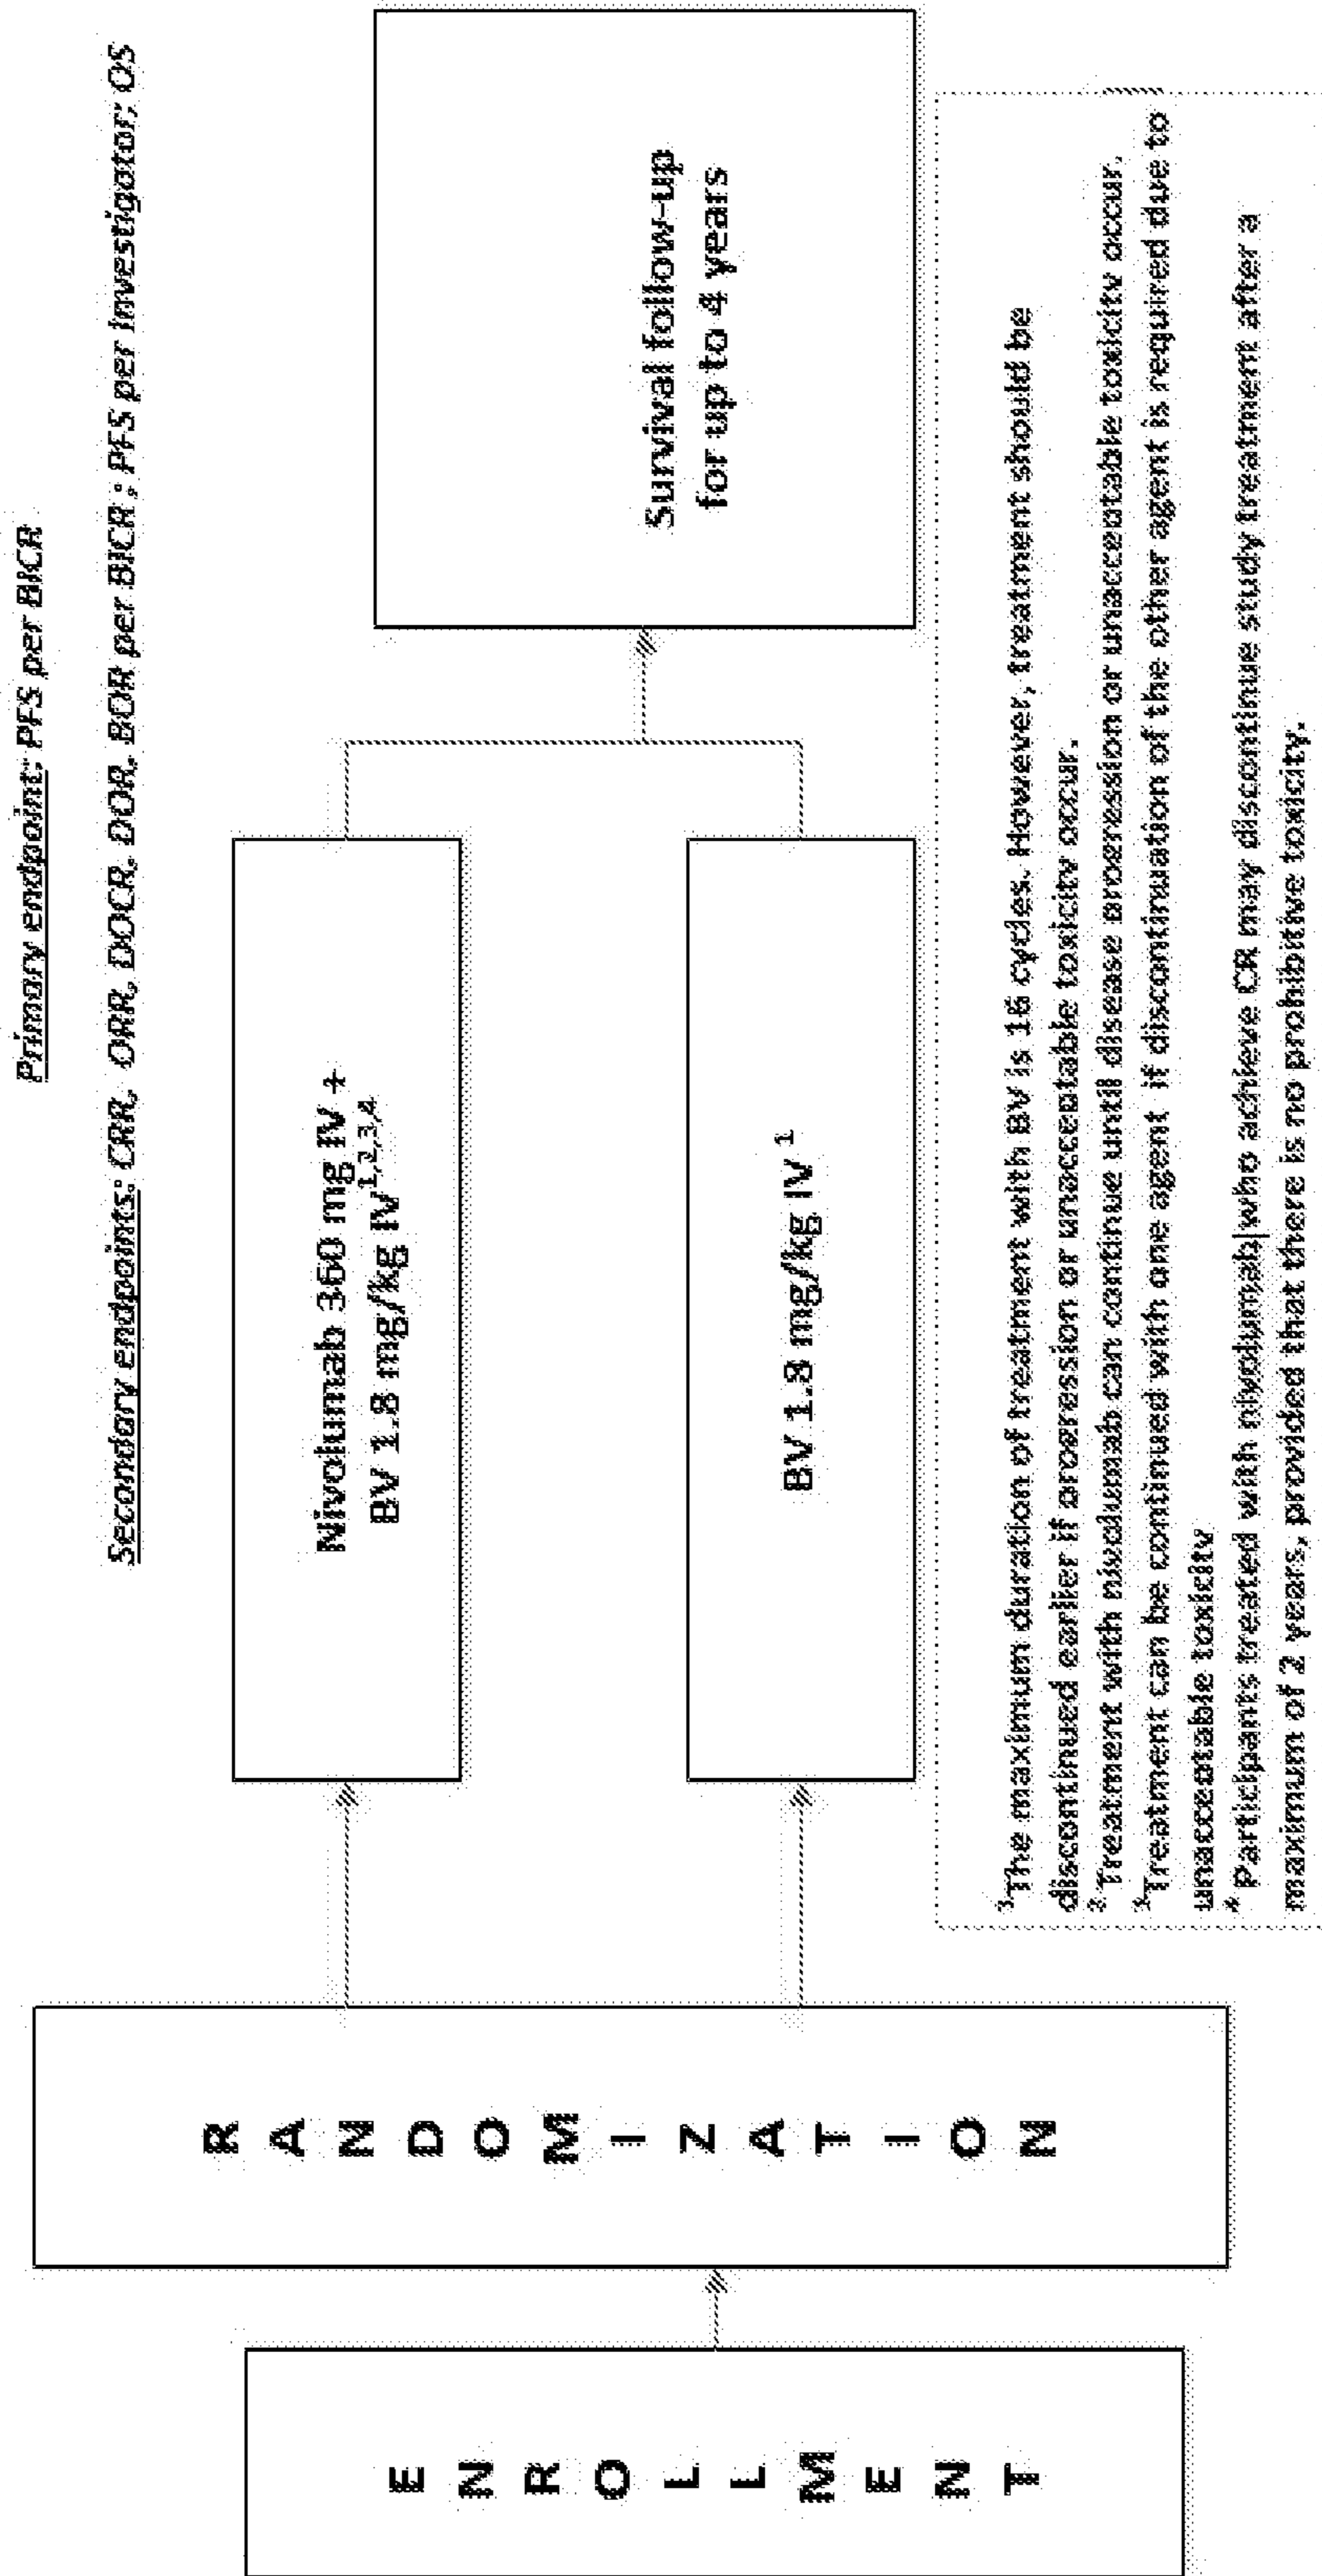 Primary endpoint: PFS per BICR
Secondary endpoints: CRR, ORR, DOCR, DOR, BOR per BICR; PFS per investigator; OS
ENROLLMENT
RANDOMIZATION
Nivolumab 360 mg IV +
BV 1.8 mg/kg IV 1,2,3,4
BV 1.8 mg/kg IV 1
Survival follow-up
for up to 4 years
1 The maximum duration of treatment with BV is 16 cycles. However, treatment should be
discontinued earlier if progression or unacceptable toxicity occur.
2 Treatment with nivolumab can continue until disease progression or unacceptable toxicity occur.
3 Treatment can be continued with one agent if discontinuation of the other agent is required due to
unacceptable toxicity
4 Participants treated with nivolumab who achieve CR may discontinue study treatment after a
maximum of 2 years, provided that there is no prohibitive toxicity.